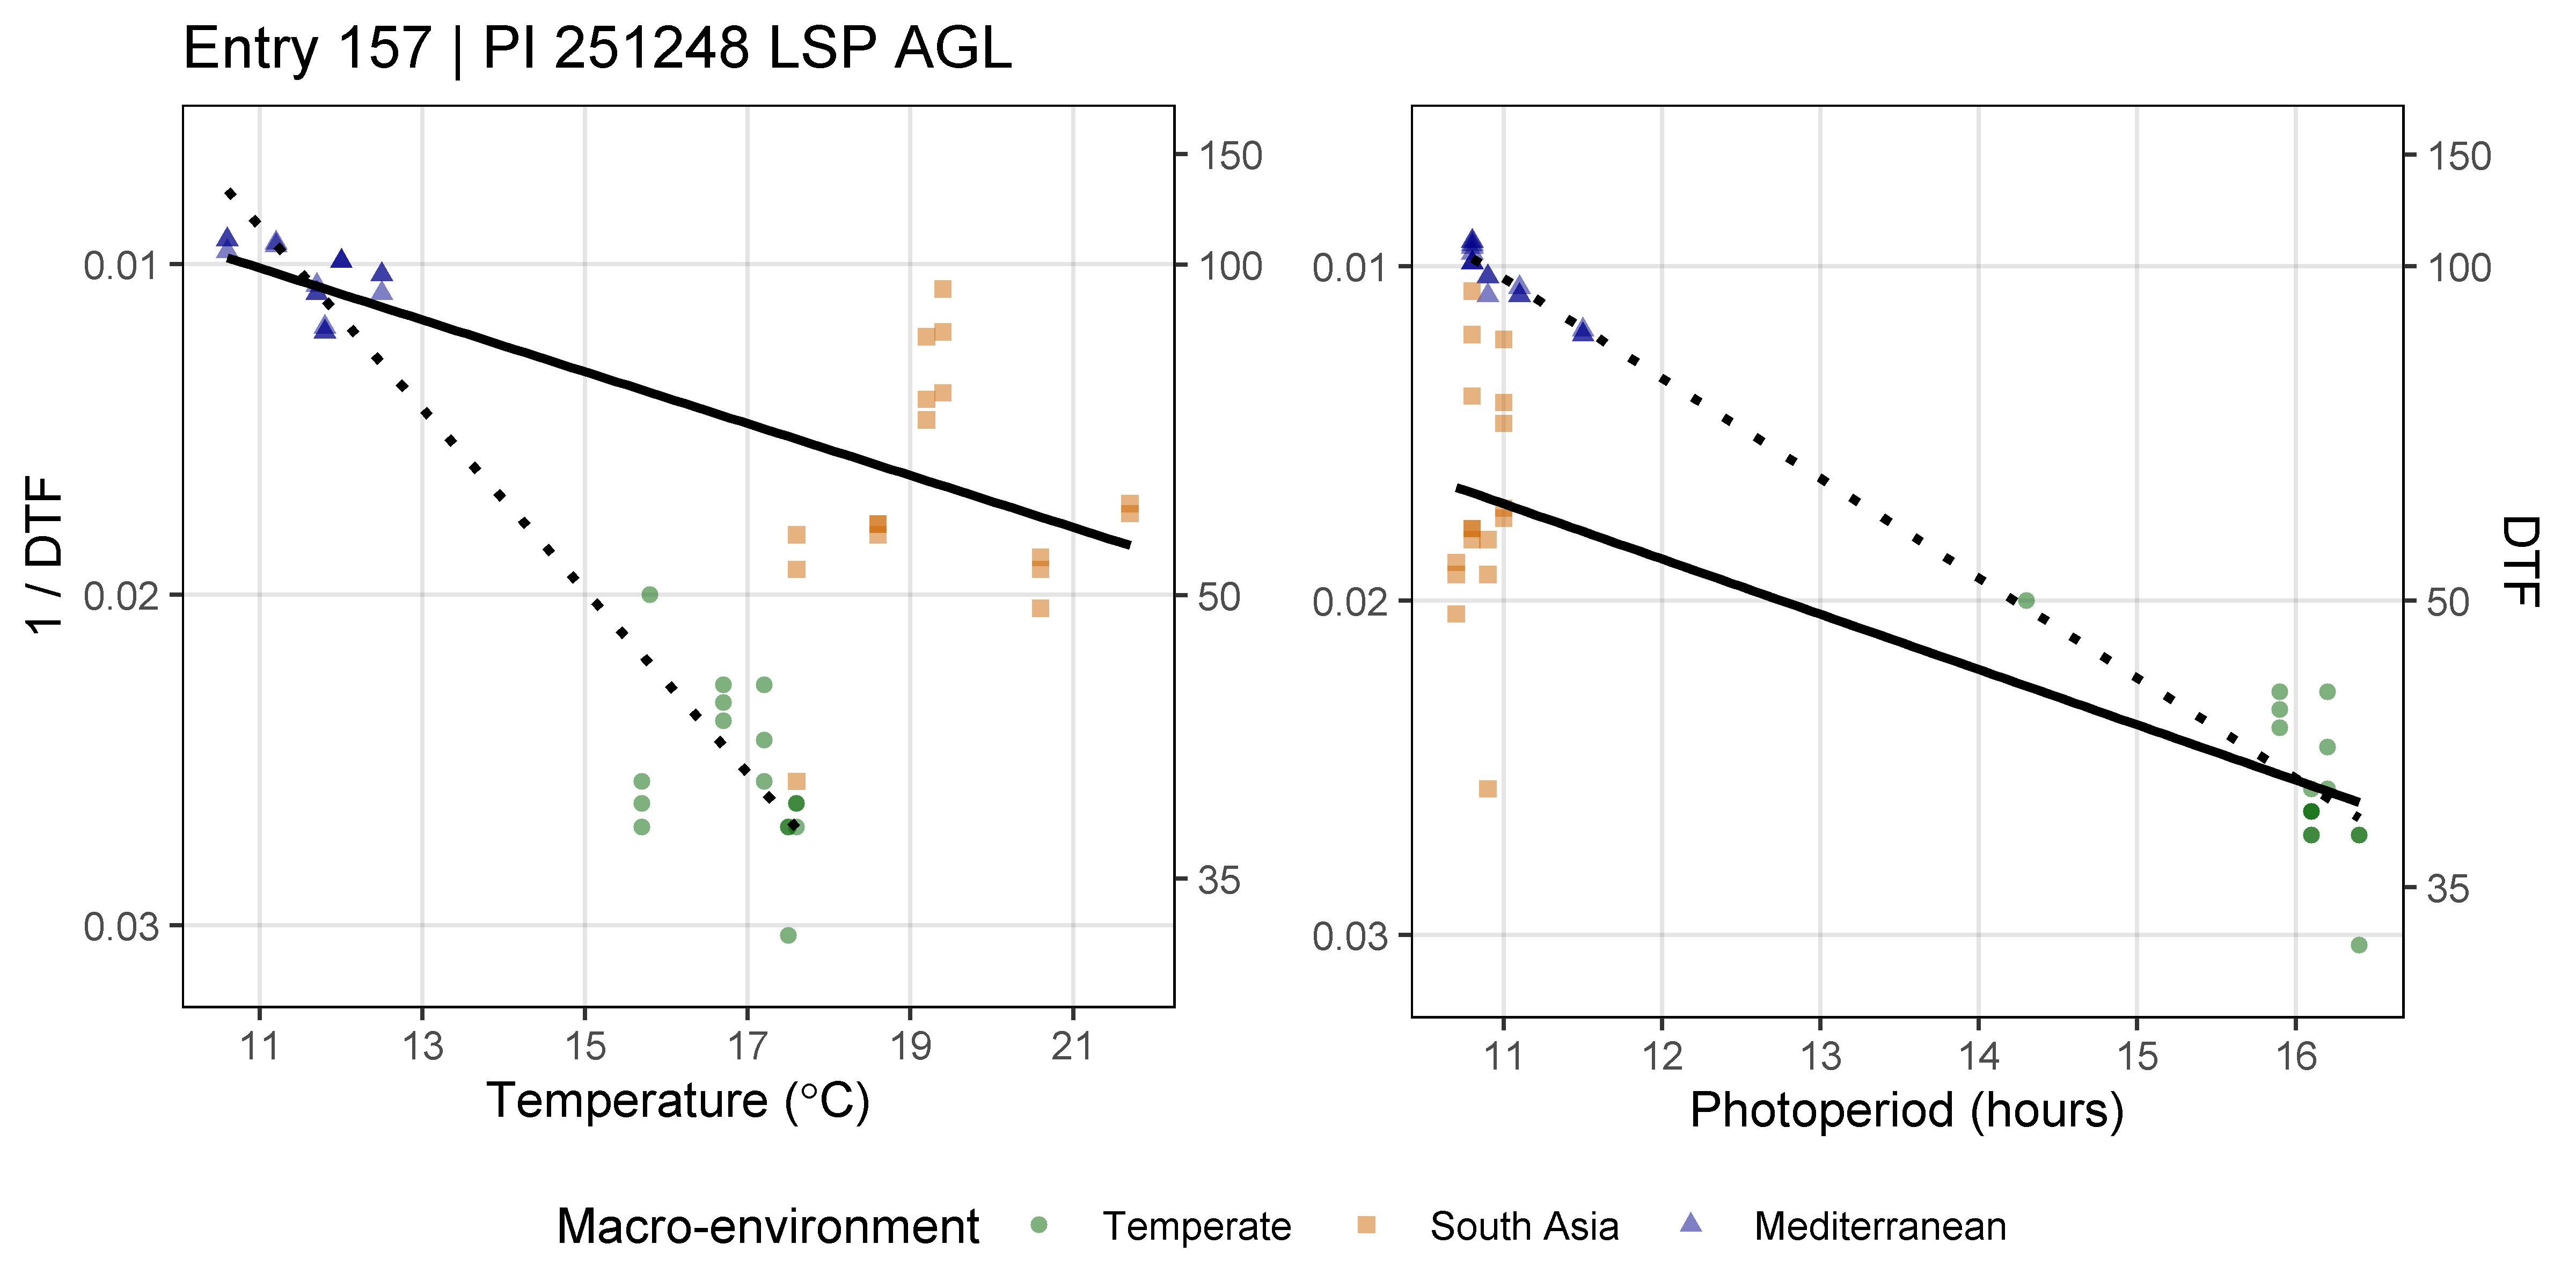 Entry 157 | PI 251248 LSP AGL
1 / DTF
0.01
0.02
0.03
150
100
50
35
11 13 15 17 19 21
Temperature (°C)
0.01
0.02
0.03
150
100
50
35
DTF
11 12 13 14 15 16
Photoperiod (hours)
Macro-environment Temperate South Asia Mediterranean